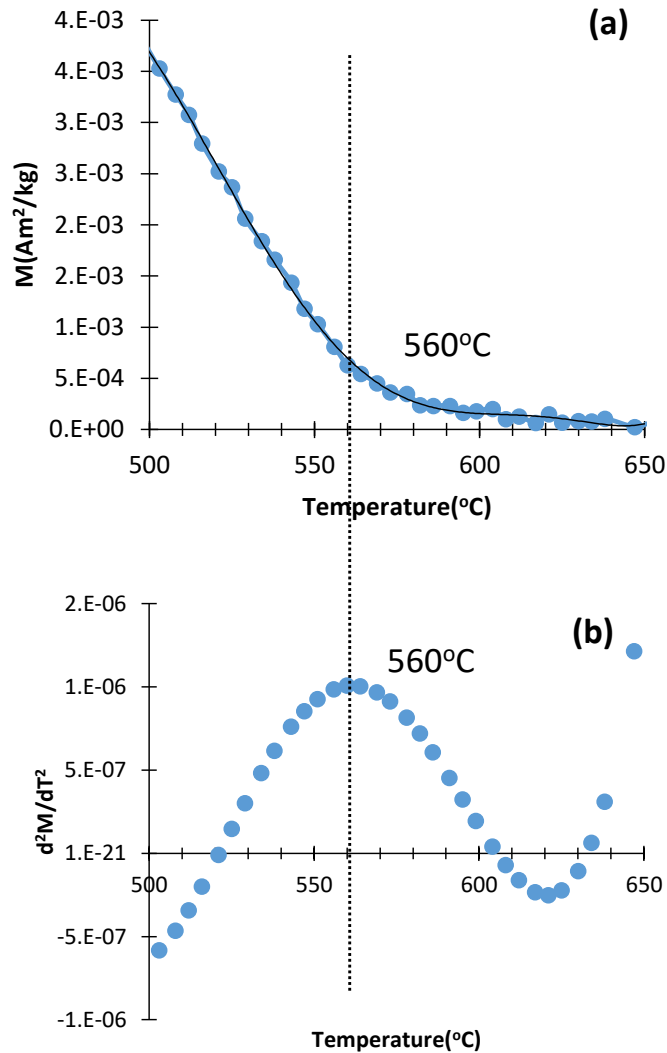 (a)
4.E-03
4.E-03
3.E-03
3.E-03
2.E-03
2.E-03
1.E-03
5.E-04
0.E+00
M(Am²/kg)
560°C
500 550 600 650
Temperature(°C)
(b)
2.E-06
1.E-06
5.E-07
1.E-21
-5.E-07
-1.E-06
d²M/dT²
560°C
500 550 600 650
Temperature(°C)